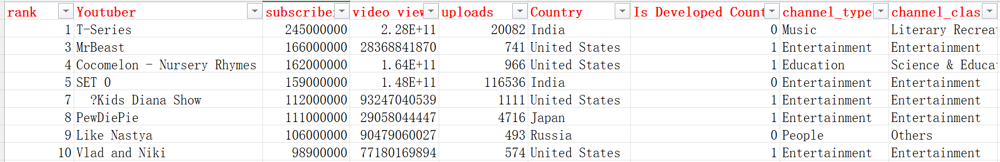 rank Youtuber subscribe video view uploads Country Is Developed Count channel_type channel_clas
1 T-Series 245000000 2.28E+11 20082 India 0 Music Literary Recrea
3 MrBeast 166000000 28368841870 741 United States 1 Entertainment Entertainment
4 Cocomelon - Nursery Rhymes 162000000 1.64E+11 966 United States 1 Education Science & Educa
5 SET O 159000000 1.48E+11 116536 India 0 Entertainment Entertainment
7 ?Kids Diana Show 112000000 93247040539 1111 United States 1 Entertainment Entertainment
8 PewDiePie 111000000 29058044447 4716 Japan 1 Entertainment Entertainment
9 Like Nastya 106000000 90479060027 493 Russia 0 People Others
10 Vlad and Niki 98900000 77180169894 574 United States 1 Entertainment Entertainment